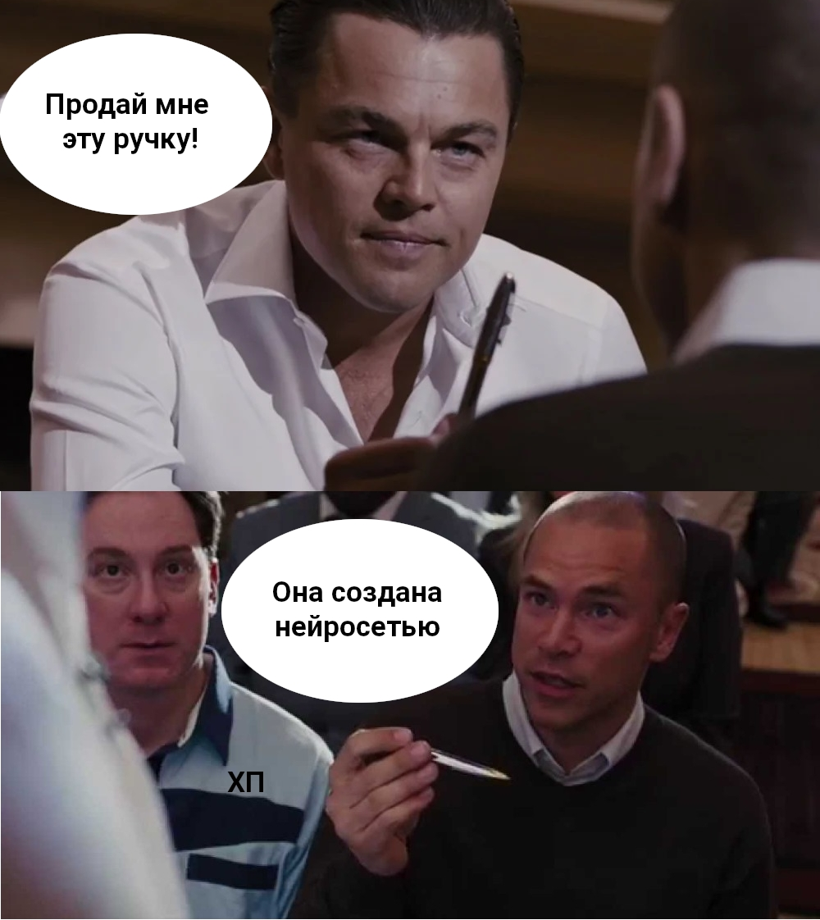 Продай мне
эту ручку!
Она создана
нейросетью
ХП